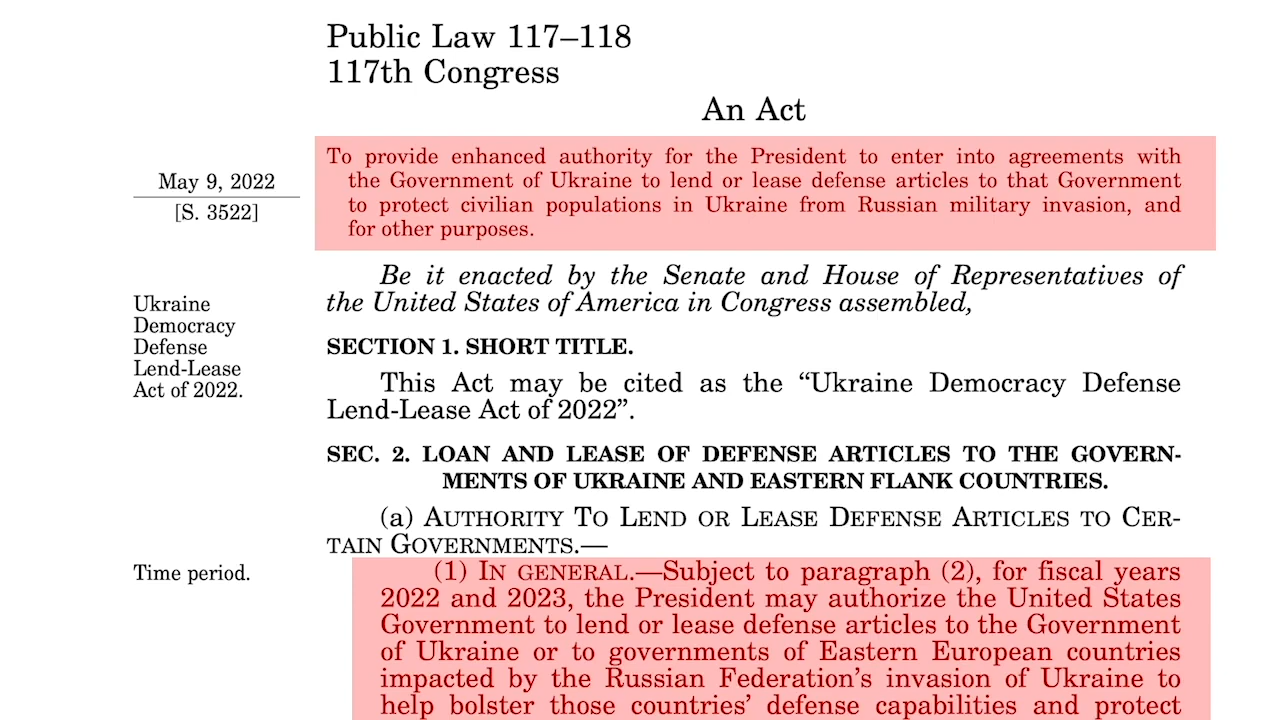 Public Law 117–118
117th Congress
An Act
To provide enhanced authority for the President to enter into agreements with
the Government of Ukraine to lend or lease defense articles to that Government
to protect civilian populations in Ukraine from Russian military invasion, and
for other purposes.
May 9, 2022
[S. 3522]
Be it enacted by the Senate and House of Representatives of
the United States of America in Congress assembled,
Ukraine
Democracy
Defense
Lend-Lease
Act of 2022.
SECTION 1. SHORT TITLE.
This Act may be cited as the “Ukraine Democracy Defense
Lend-Lease Act of 2022”.
SEC. 2. LOAN AND LEASE OF DEFENSE ARTICLES TO THE GOVERN-
MENTS OF UKRAINE AND EASTERN FLANK COUNTRIES.
(a) AUTHORITY TO LEND OR LEASE DEFENSE ARTICLES TO CER-
TAIN GOVERNMENTS.—
Time period.
(1) IN GENERAL.—Subject to paragraph (2), for fiscal years
2022 and 2023, the President may authorize the United States
Government to lend or lease defense articles to the Government
of Ukraine or to governments of Eastern European countries
impacted by the Russian Federation’s invasion of Ukraine to
help bolster those countries’ defense capabilities and protect